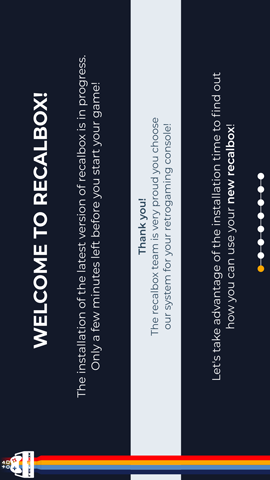 WELCOME TO RECALBOX!
The installation of the latest version of recalbox is in progress.
Only a few minutes left before you start your game!
Thank you!
The recalbox team is very proud you choose
our system for your retrogaming console!
Let's take advantage of the installation time to find out
how you can use your new recalbox!